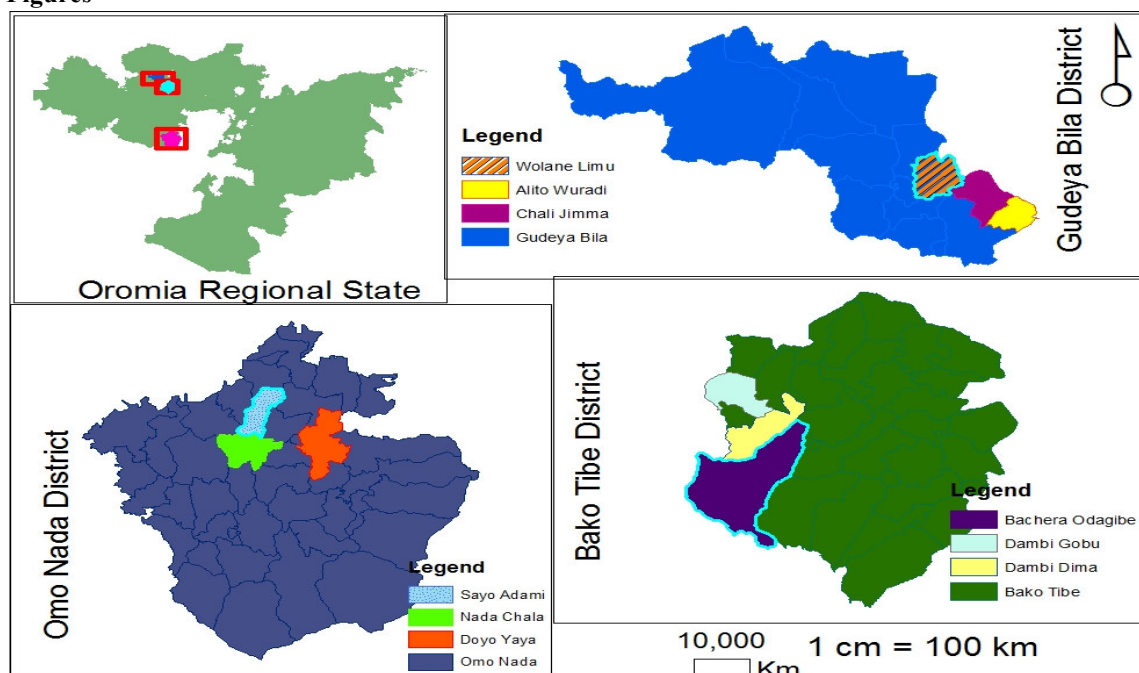 Figures
Oromia Regional State
Legend
Wolane Limu
Alito Wuradi
Chali Jimma
Gudeya Bila
Gudeya Bila District
Omo Nada District
Legend
Sayo Adami
Nada Chala
Doyo Yaya
Omo Nada
Bako Tibe District
Legend
Bachera Odagibe
Dambi Gobu
Dambi Dima
Bako Tibe
10,000
Km
1 cm = 100 km